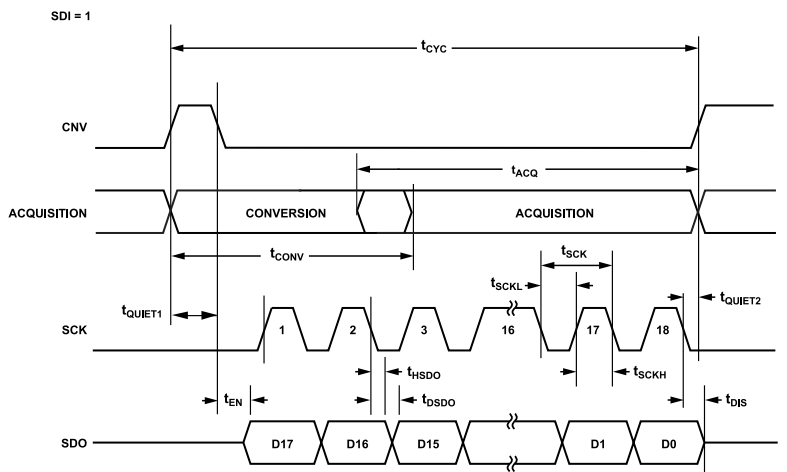 SDI = 1
tCYC
CNV
tACQ
ACQUISITION
CONVERSION
ACQUISITION
tCONV
tSCK
tSCKL
tQUIET1
tQUIET2
SCK
1
2
3
16
17
18
tHSDO
tSCKH
tEN
tDSDO
tDIS
SDO
D17
D16
D15
D1
D0